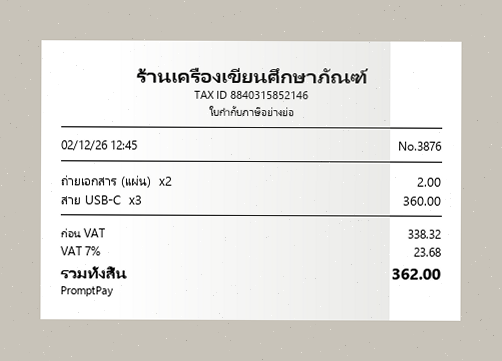 ร้านเครื่องเขียนศึกษาภัณฑ์
TAX ID 8840315852146
ใบกำกับภาษีอย่างย่อ
02/12/26 12:45 No.3876
ถ่ายเอกสาร (แผ่น) x2 2.00
สาย USB-C x3 360.00
ก่อน VAT 338.32
VAT 7% 23.68
รวมทั้งสิ้น 362.00
PromptPay